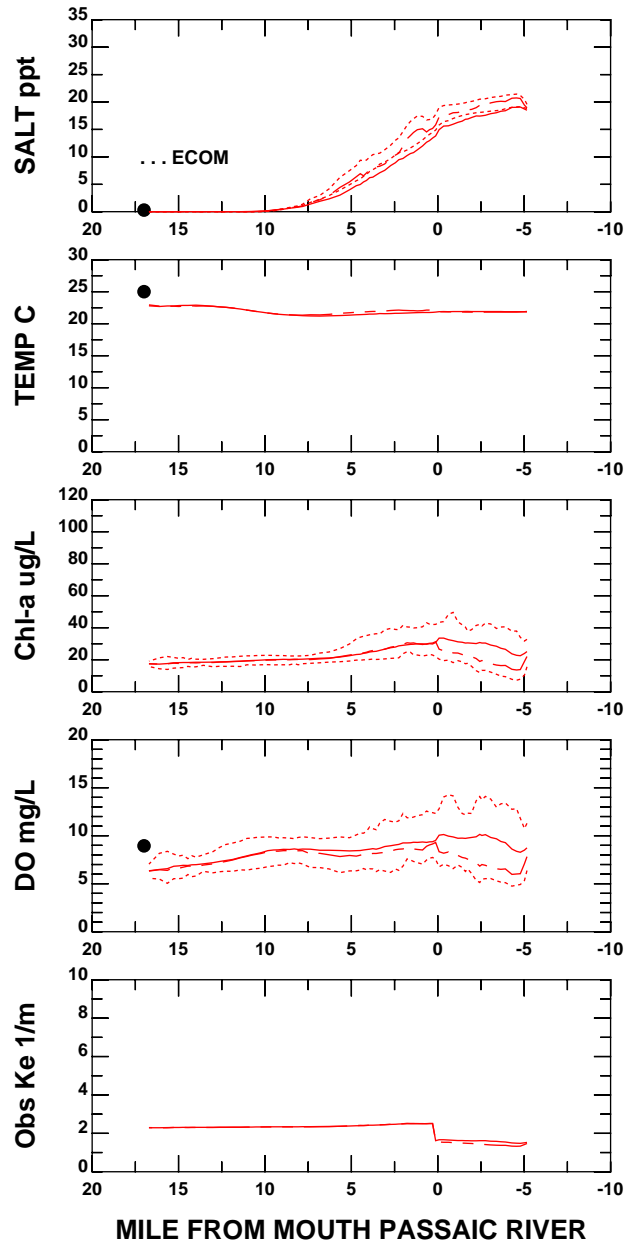 35
30
25
20
15
10
5
0
SALT ppt
. . . ECOM
20 15 10 5 0 -5 -10
30
25
20
15
10
5
0
TEMP C
20 15 10 5 0 -5 -10
120
100
80
60
40
20
0
Chl-a ug/L
20 15 10 5 0 -5 -10
20
15
10
5
0
DO mg/L
20 15 10 5 0 -5 -10
10
8
6
4
2
0
Obs Ke 1/m
20 15 10 5 0 -5 -10
MILE FROM MOUTH PASSAIC RIVER